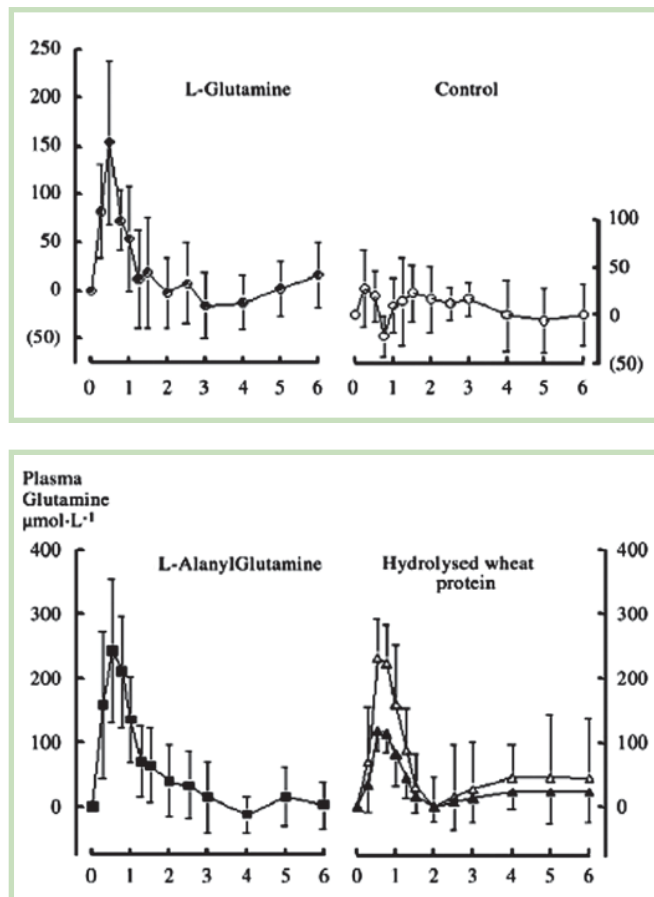 250
200
150
100
50
0
(50)
L-Glutamine
Control
100
50
0
(50)
0 1 2 3 4 5 6
0 1 2 3 4 5 6
Plasma
Glutamine
µmol·L-1
400
300
200
100
0
L-AlanylGlutamine
Hydrolysed wheat
protein
400
300
200
100
0
0 1 2 3 4 5 6
0 1 2 3 4 5 6